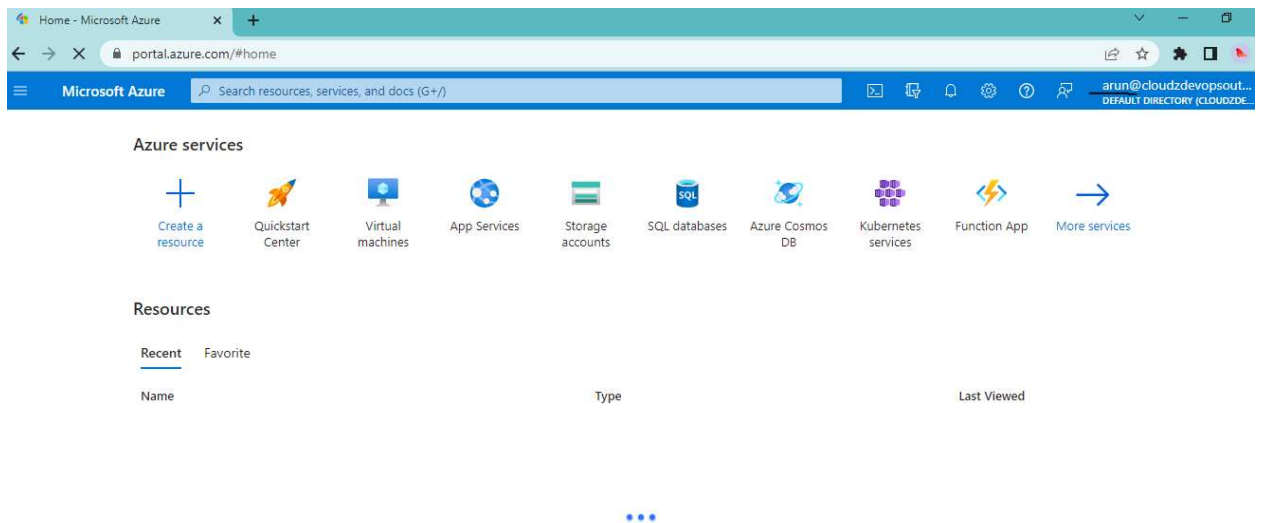 Home - Microsoft Azure
portal.azure.com/#home
Microsoft Azure
Search resources, services, and docs (G+/)
arun@cloudzdevopsout...
DEFAULT DIRECTORY (CLOUDZDE...
Azure services
Create a
resource
Quickstart
Center
Virtual
machines
App Services
Storage
accounts
SQL
SQL databases
Azure Cosmos
DB
Kubernetes
services
Function App
More services
Resources
Recent Favorite
Name Type Last Viewed